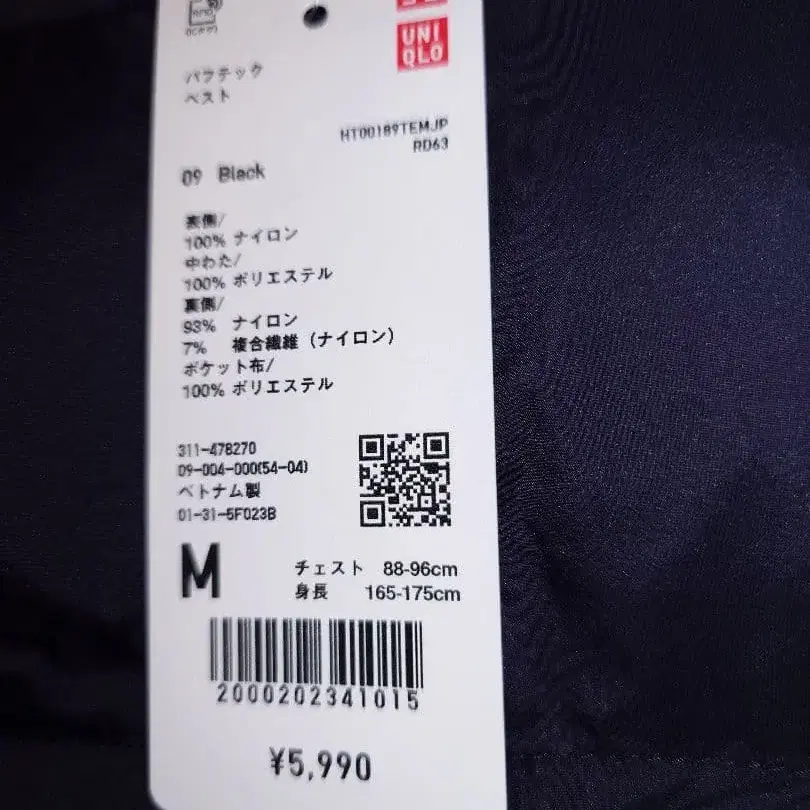 RFID
UNI
QLO
パフテック
ベスト
HT00189TEMJP
RD63
09 Black
表側/
100% ナイロン
中わた/
100% ポリエステル
裏側/
93% ナイロン
7% 複合繊維（ナイロン）
ポケット布/
100% ポリエステル
311-478270
09-004-000(54-04)
ベトナム製
01-31-5F023B
M
チェスト 88-96cm
身長 165-175cm
2000202341015
¥5,990